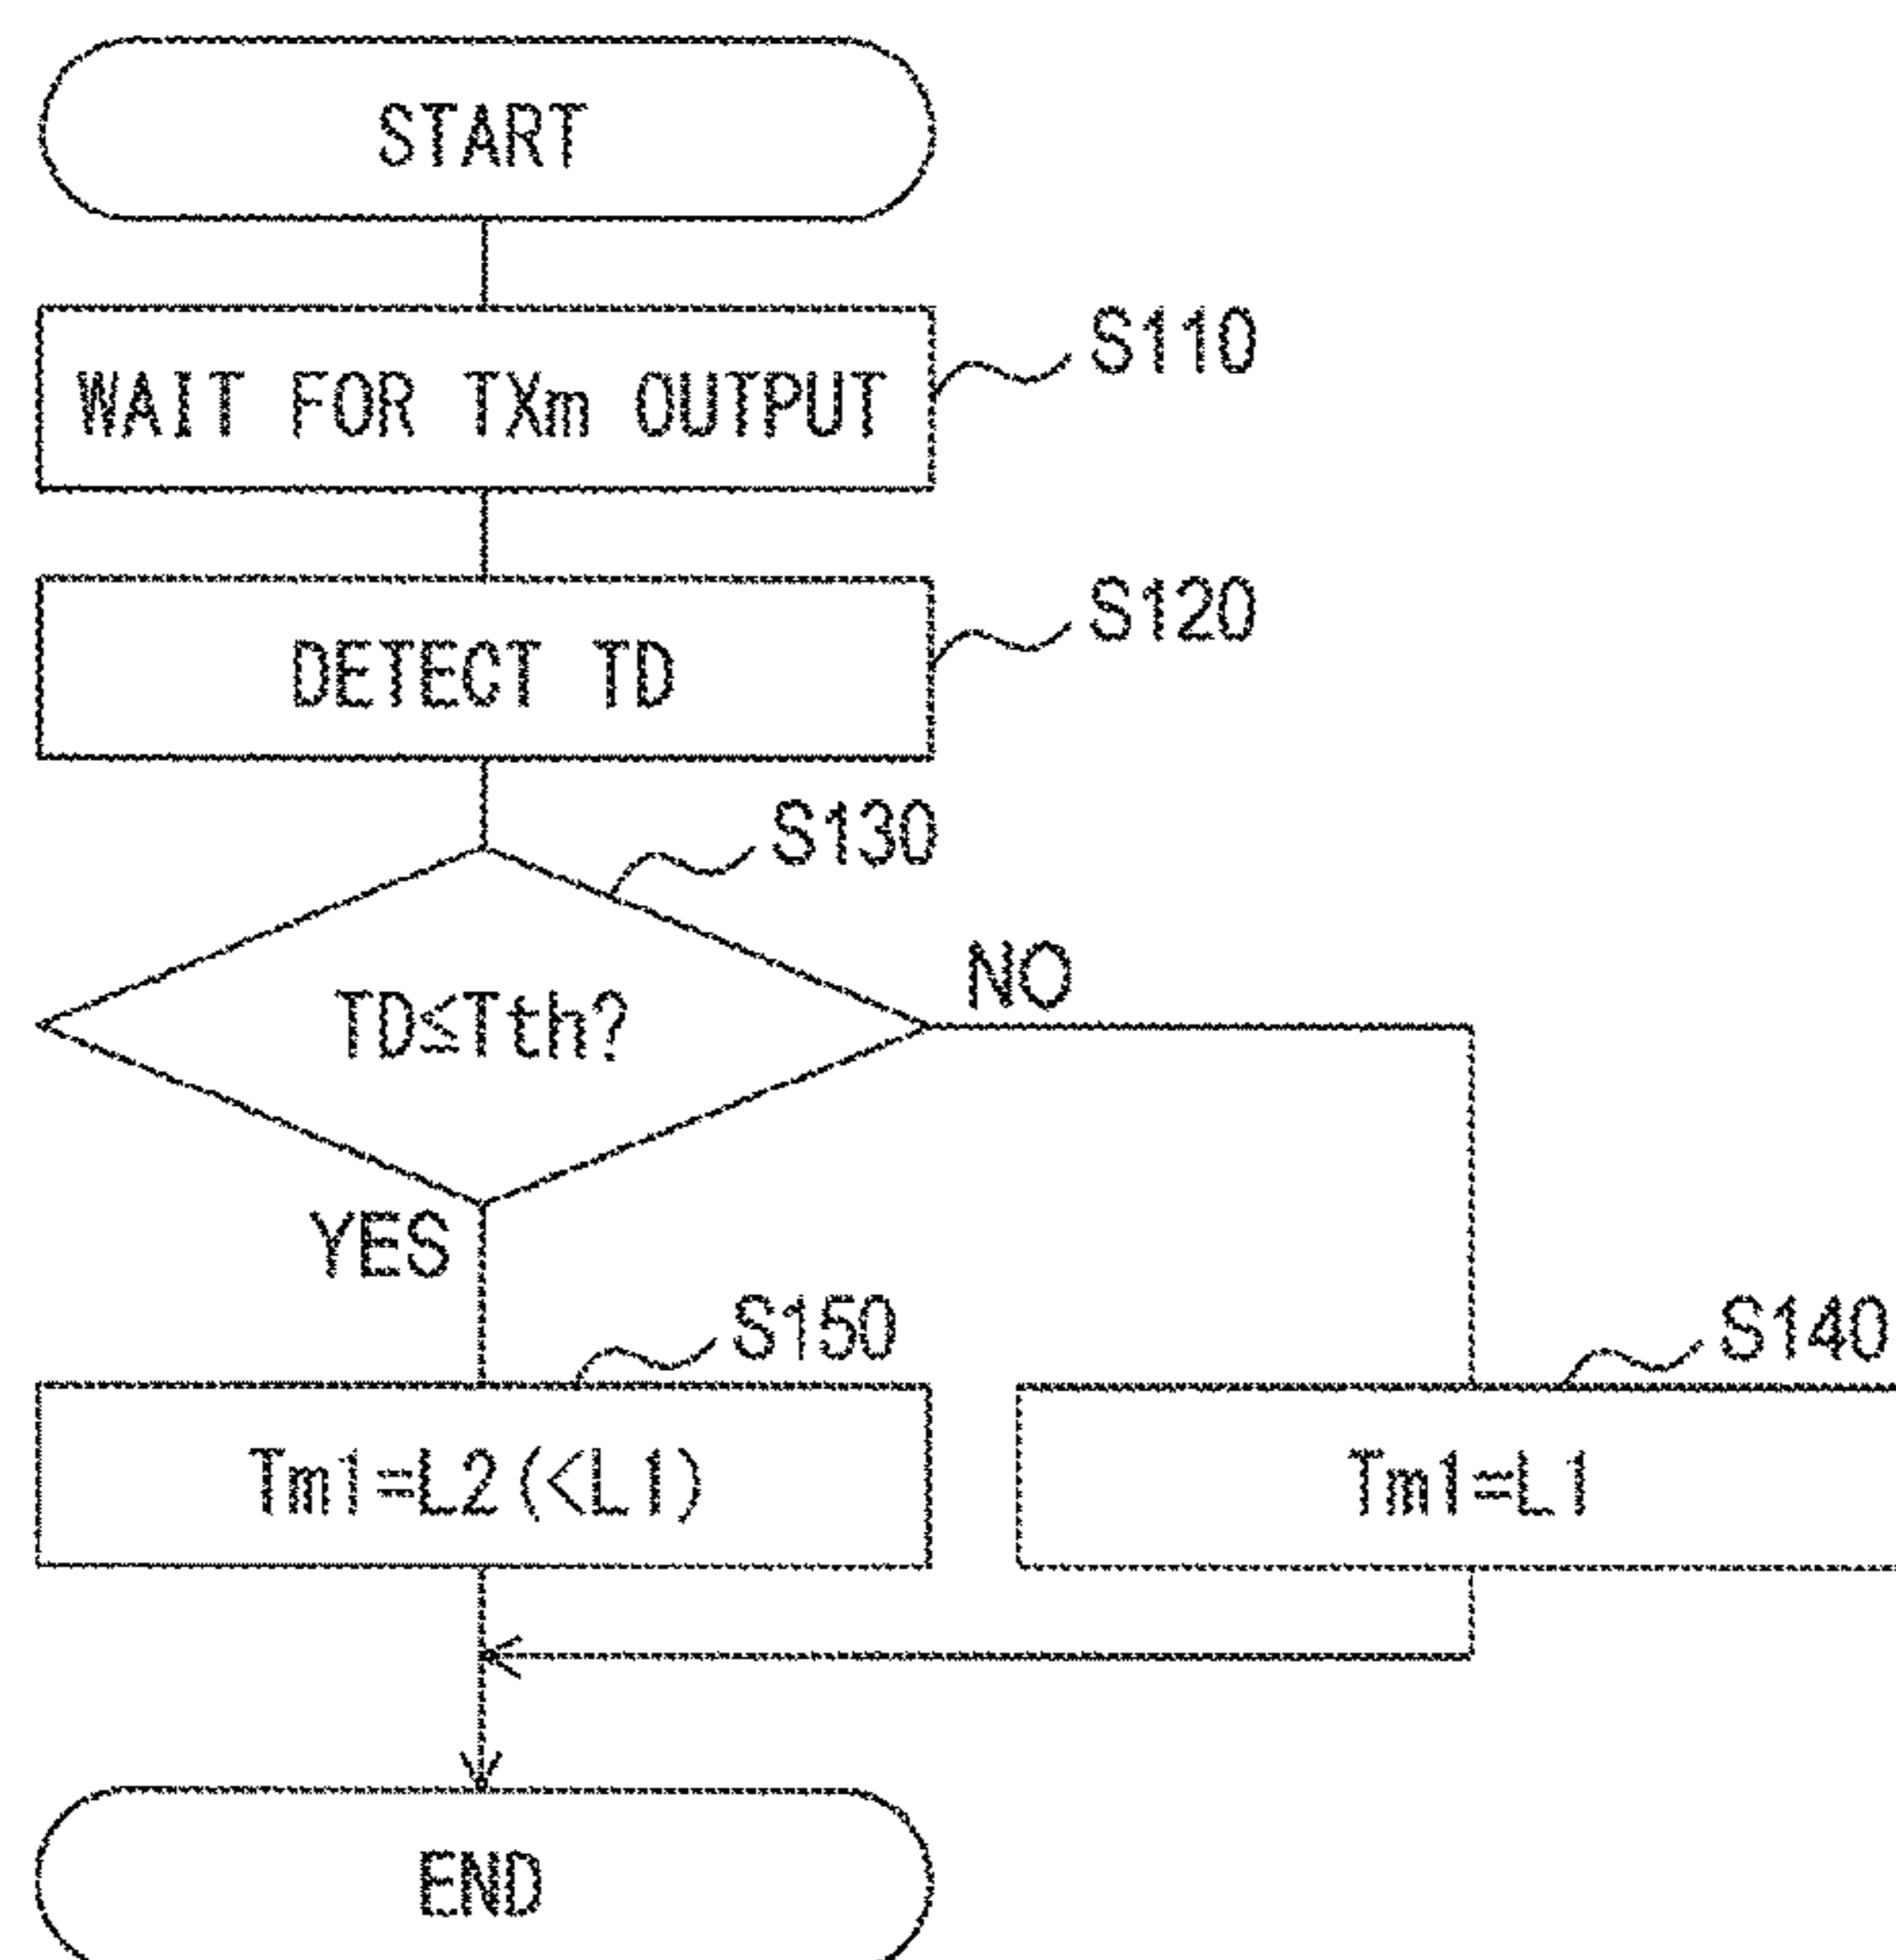 START
WAIT FOR TXm OUTPUT
S110
DETECT TD
S120
S130
TD≦Tth?
NO
YES
S150
S140
Tm1=L2(<L1)
Tm1=L1
END